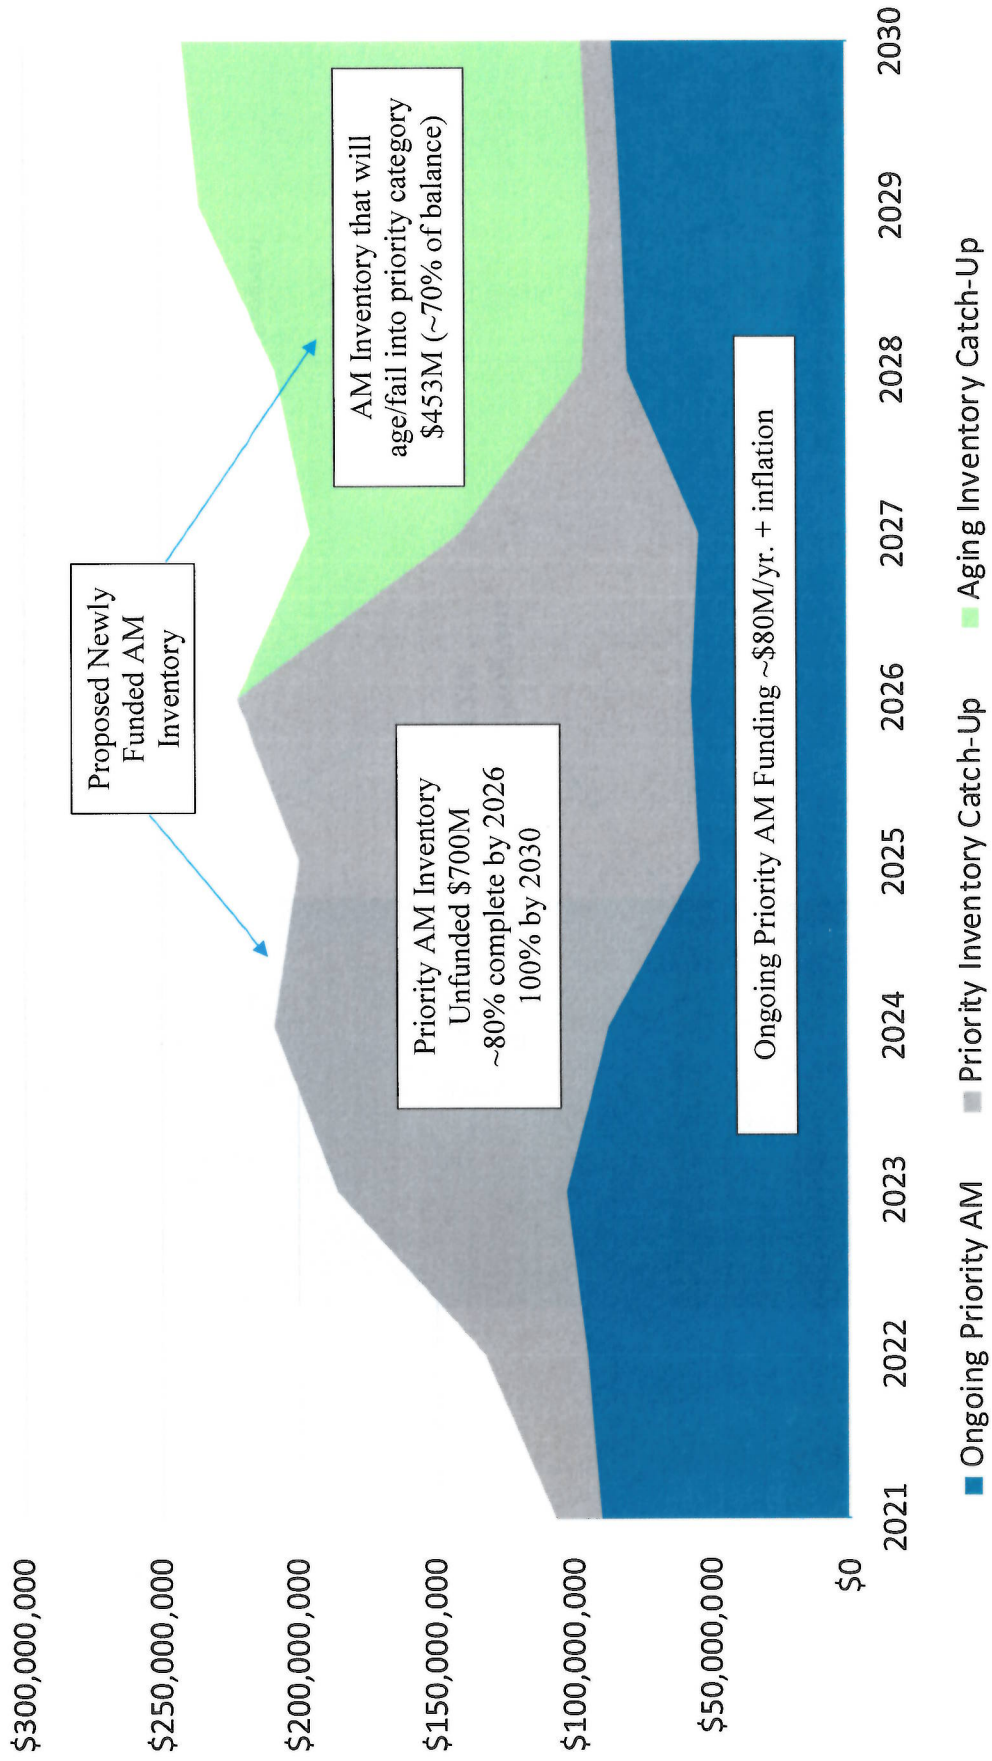 $300,000,000
$250,000,000
$200,000,000
$150,000,000
$100,000,000
$50,000,000
$0
Proposed Newly
Funded AM
Inventory
AM Inventory that will
age/fail into priority category
$453M (~70% of balance)
Priority AM Inventory
Unfunded $700M
~80% complete by 2026
100% by 2030
Ongoing Priority AM Funding ~$80M/yr. + inflation
2021 2022 2023 2024 2025 2026 2027 2028 2029 2030
Ongoing Priority AM Priority Inventory Catch-Up Aging Inventory Catch-Up